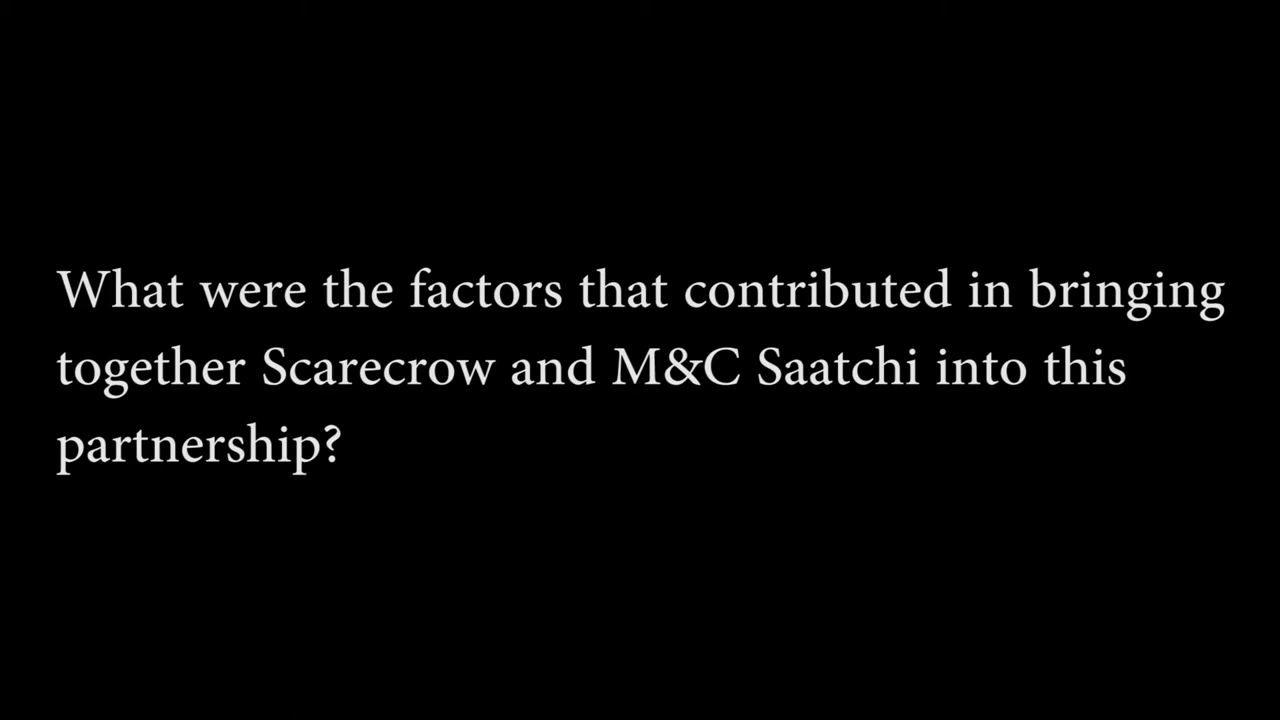 What were the factors that contributed in bringing
together Scarecrow and M&C Saatchi into this
partnership?